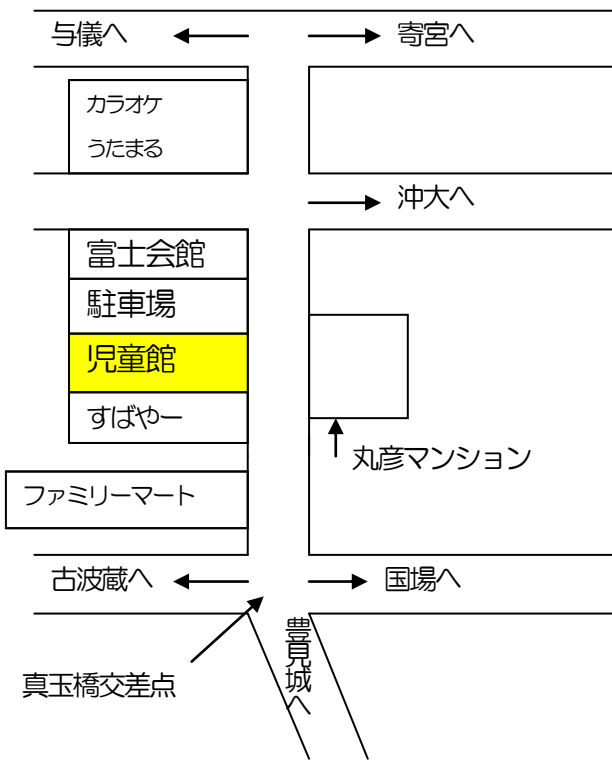 与儀へ
寄宮へ
カラオケ
うたまる
沖大へ
富士会館
駐車場
児童館
すばやー
丸彦マンション
ファミリーマート
古波蔵へ
国場へ
豊見城へ
真玉橋交差点